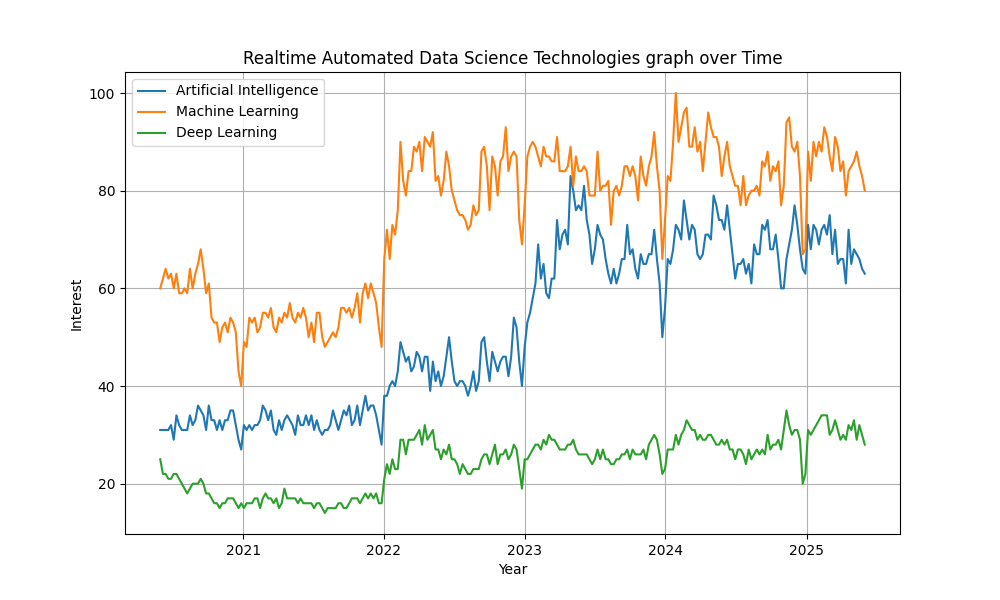 Realtime Automated Data Science Technologies graph over Time
Artificial Intelligence
Machine Learning
Deep Learning
Interest
100
80
60
40
20
2021 2022 2023 2024 2025
Year